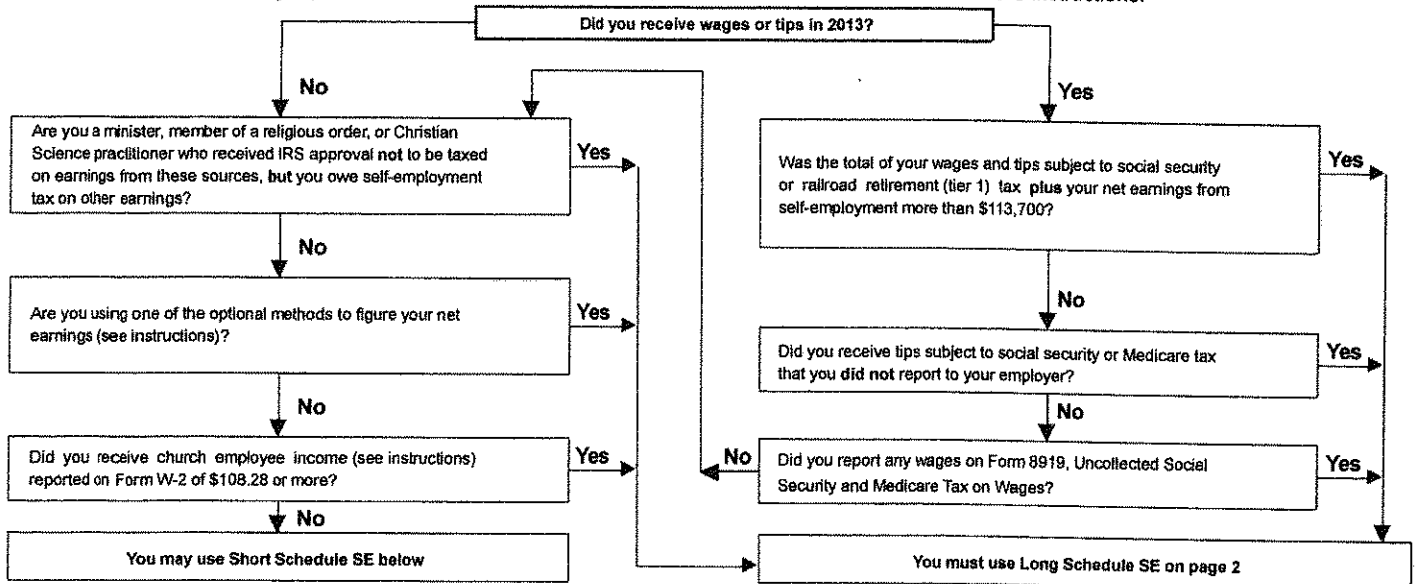 Did you receive wages or tips in 2013?
No
Yes
Are you a minister, member of a religious order, or Christian
Science practitioner who received IRS approval not to be taxed
on earnings from these sources, but you owe self-employment
tax on other earnings?
Yes
Was the total of your wages and tips subject to social security
or railroad retirement (tier 1) tax plus your net earnings from
self-employment more than $113,700?
Yes
No
No
Are you using one of the optional methods to figure your net
earnings (see instructions)?
Yes
Did you receive tips subject to social security or Medicare tax
that you did not report to your employer?
Yes
No
No
Did you receive church employee income (see instructions)
reported on Form W-2 of $108.28 or more?
Yes
No
Did you report any wages on Form 8919, Uncollected Social
Security and Medicare Tax on Wages?
Yes
No
You may use Short Schedule SE below
You must use Long Schedule SE on page 2